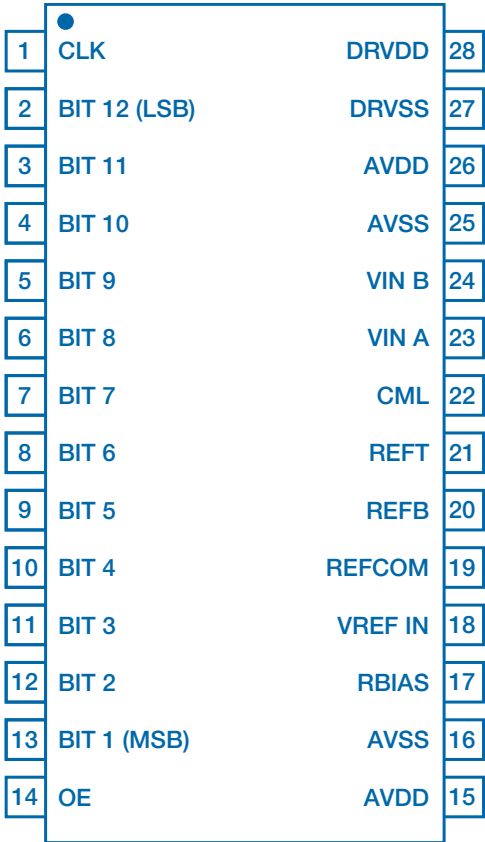 1 CLK DRVDD 28
2 BIT 12 (LSB) DRVSS 27
3 BIT 11 AVDD 26
4 BIT 10 AVSS 25
5 BIT 9 VIN B 24
6 BIT 8 VIN A 23
7 BIT 7 CML 22
8 BIT 6 REFT 21
9 BIT 5 REFB 20
10 BIT 4 REFCOM 19
11 BIT 3 VREF IN 18
12 BIT 2 RBIAS 17
13 BIT 1 (MSB) AVSS 16
14 OE AVDD 15